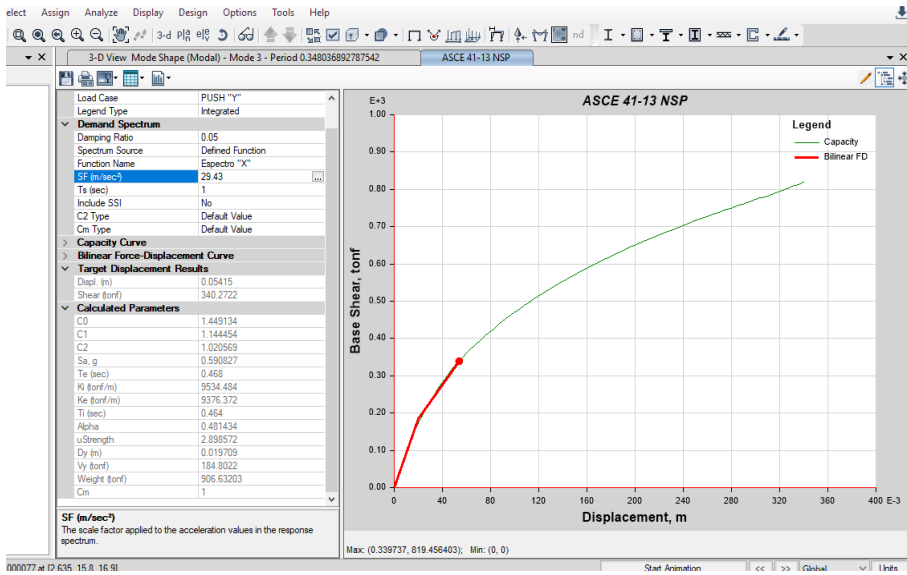 elect Assign Analyze Display Design Options Tools Help
3-d Plạ elẹ nd
3-D View Mode Shape (Modal) - Mode 3 - Period 0.348036892787542 ASCE 41-13 NSP
Load Case PUSH "Y"
Legend Type Integrated
Demand Spectrum
Damping Ratio 0.05
Spectrum Source Defined Function
Function Name Espectro "X"
SF (m/sec²) 29.43 ...
Ts (sec) 1
Include SSI No
C2 Type Default Value
Cm Type Default Value
Capacity Curve
Bilinear Force-Displacement Curve
Target Displacement Results
Displ. (m) 0.05415
Shear (tonf) 340.2722
Calculated Parameters
C0 1.449134
C1 1.144454
C2 1.020569
Sa, g 0.590827
Te (sec) 0.468
Ki (tonf/m) 9534.484
Ke (tonf/m) 9376.372
Ti (sec) 0.464
Alpha 0.481434
uStrength 2.898572
Dy (m) 0.019709
Vy (tonf) 184.8022
Weight (tonf) 906.63203
Cm 1
SF (m/sec²)
The scale factor applied to the acceleration values in the response
spectrum.
ASCE 41-13 NSP
E+3
1.00
0.90
0.80
0.70
0.60
0.50
0.40
0.30
0.20
0.10
0.00
Base Shear, tonf
Legend
Capacity
Bilinear FD
0 40 80 120 160 200 240 280 320 360 400 E-3
Displacement, m
Max: (0.339737, 819.456403); Min: (0, 0)
000077 at [2.635, 15.8, 16.9] Start Animation << >> Global Units